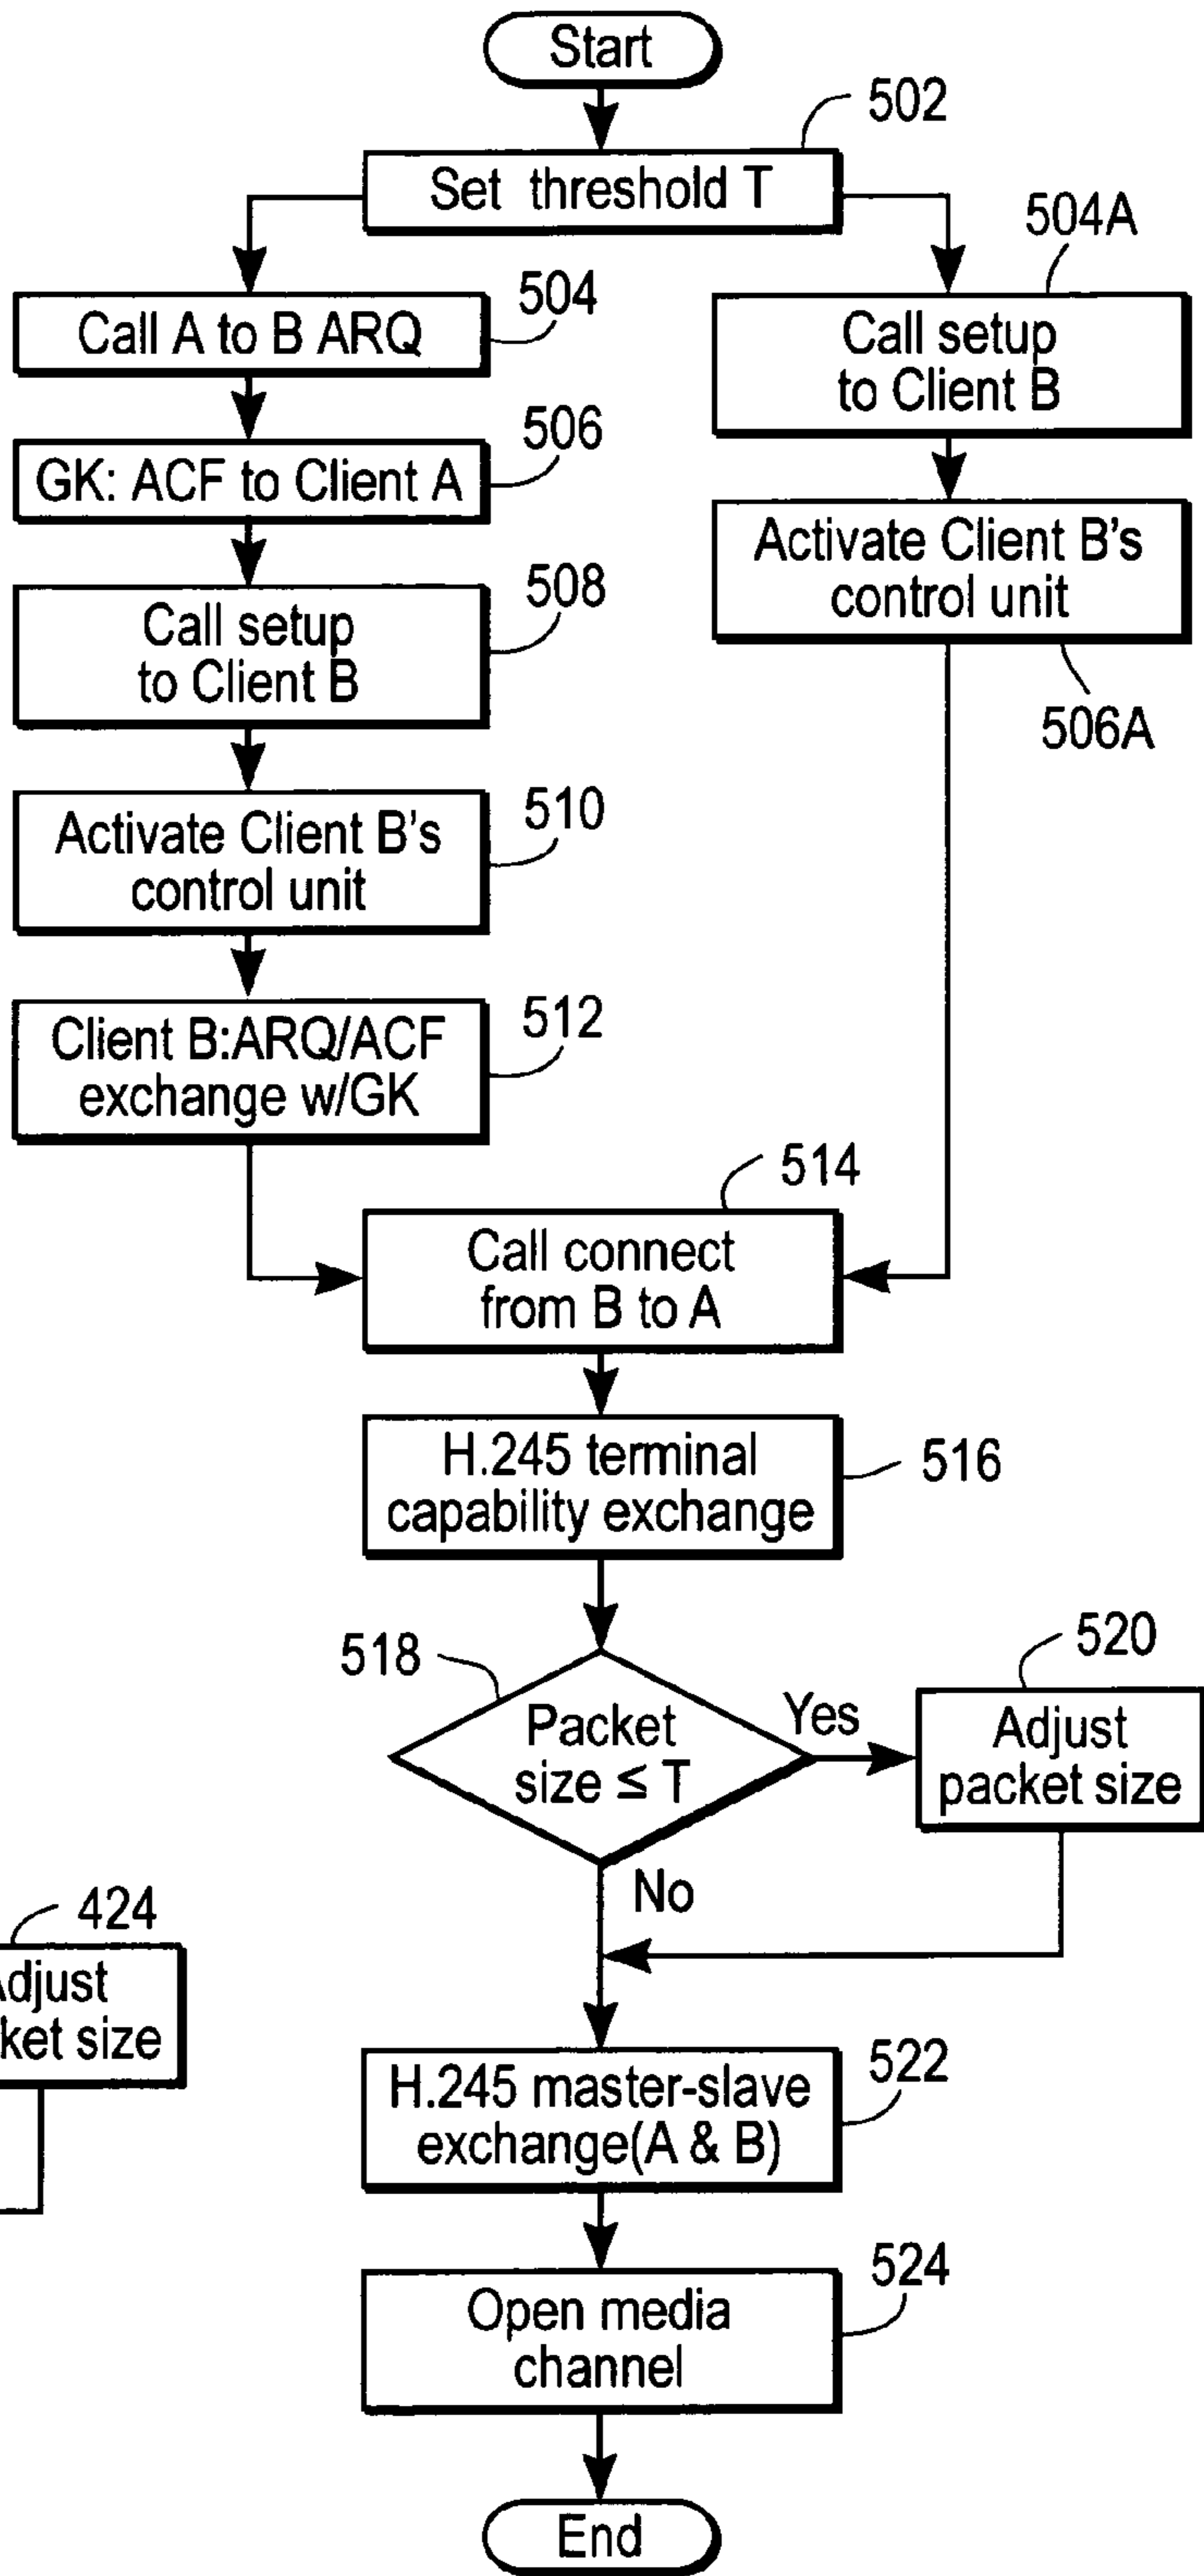 Start
502
Set threshold T
504A
504
Call A to B ARQ
Call setup
to Client B
506
GK: ACF to Client A
Activate Client B's
control unit
508
Call setup
to Client B
506A
510
Activate Client B's
control unit
512
Client B:ARQ/ACF
exchange w/GK
514
Call connect
from B to A
H.245 terminal
capability exchange
516
518
520
Packet
size ≤ T
Yes
Adjust
packet size
No
424
size
H.245 master-slave
exchange(A & B)
522
524
Open media
channel
End